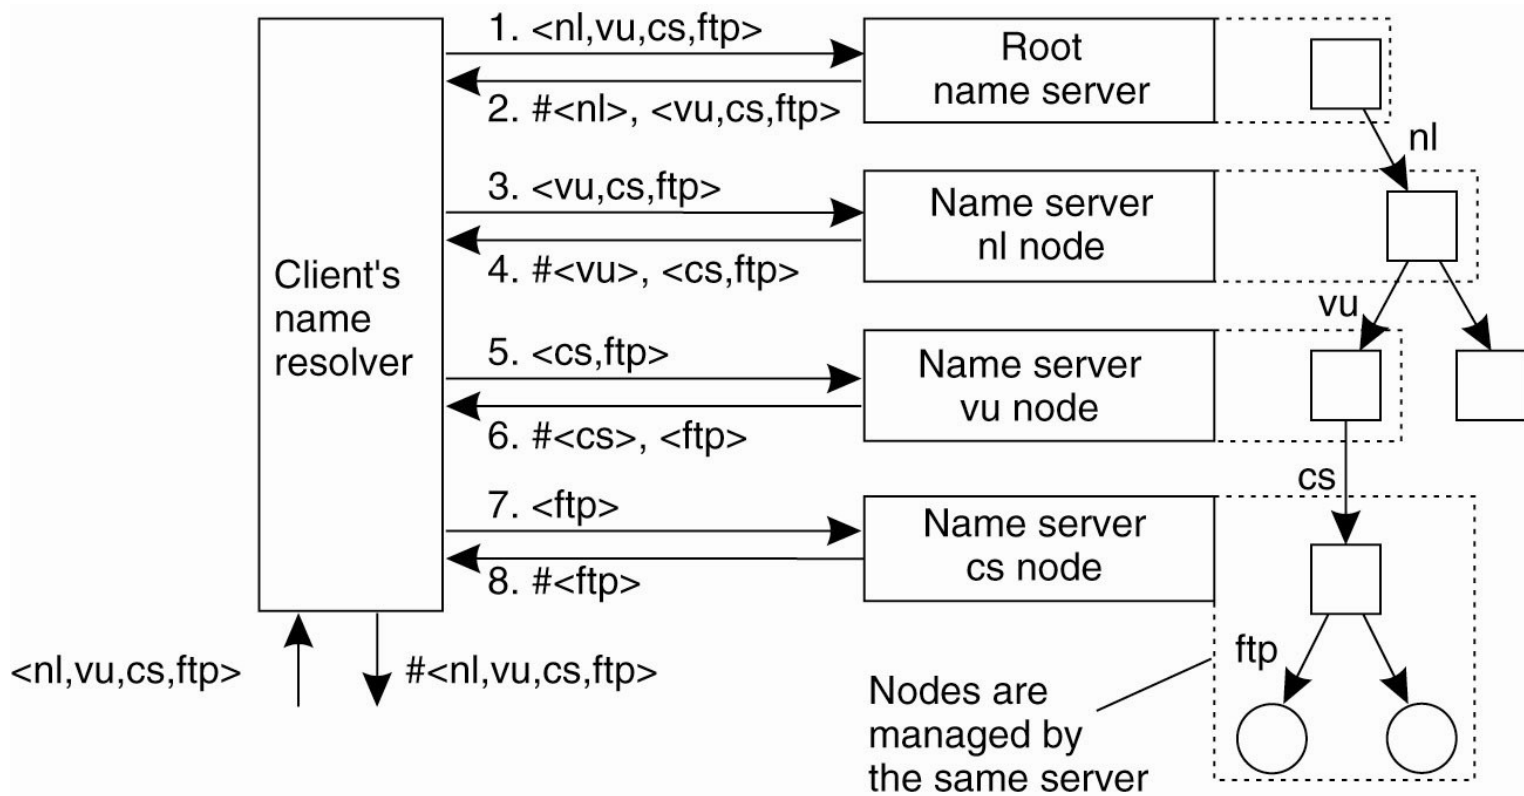 1. <nl,vu,cs,ftp>
Root
name server
2. #<nl>, <vu,cs,ftp>
nl
3. <vu,cs,ftp>
Name server
nl node
4. #<vu>, <cs,ftp>
vu
Client's
name
resolver
5. <cs,ftp>
Name server
vu node
6. #<cs>, <ftp>
cs
7. <ftp>
Name server
cs node
8. #<ftp>
ftp
<nl,vu,cs,ftp>
#<nl,vu,cs,ftp>
Nodes are
managed by
the same server